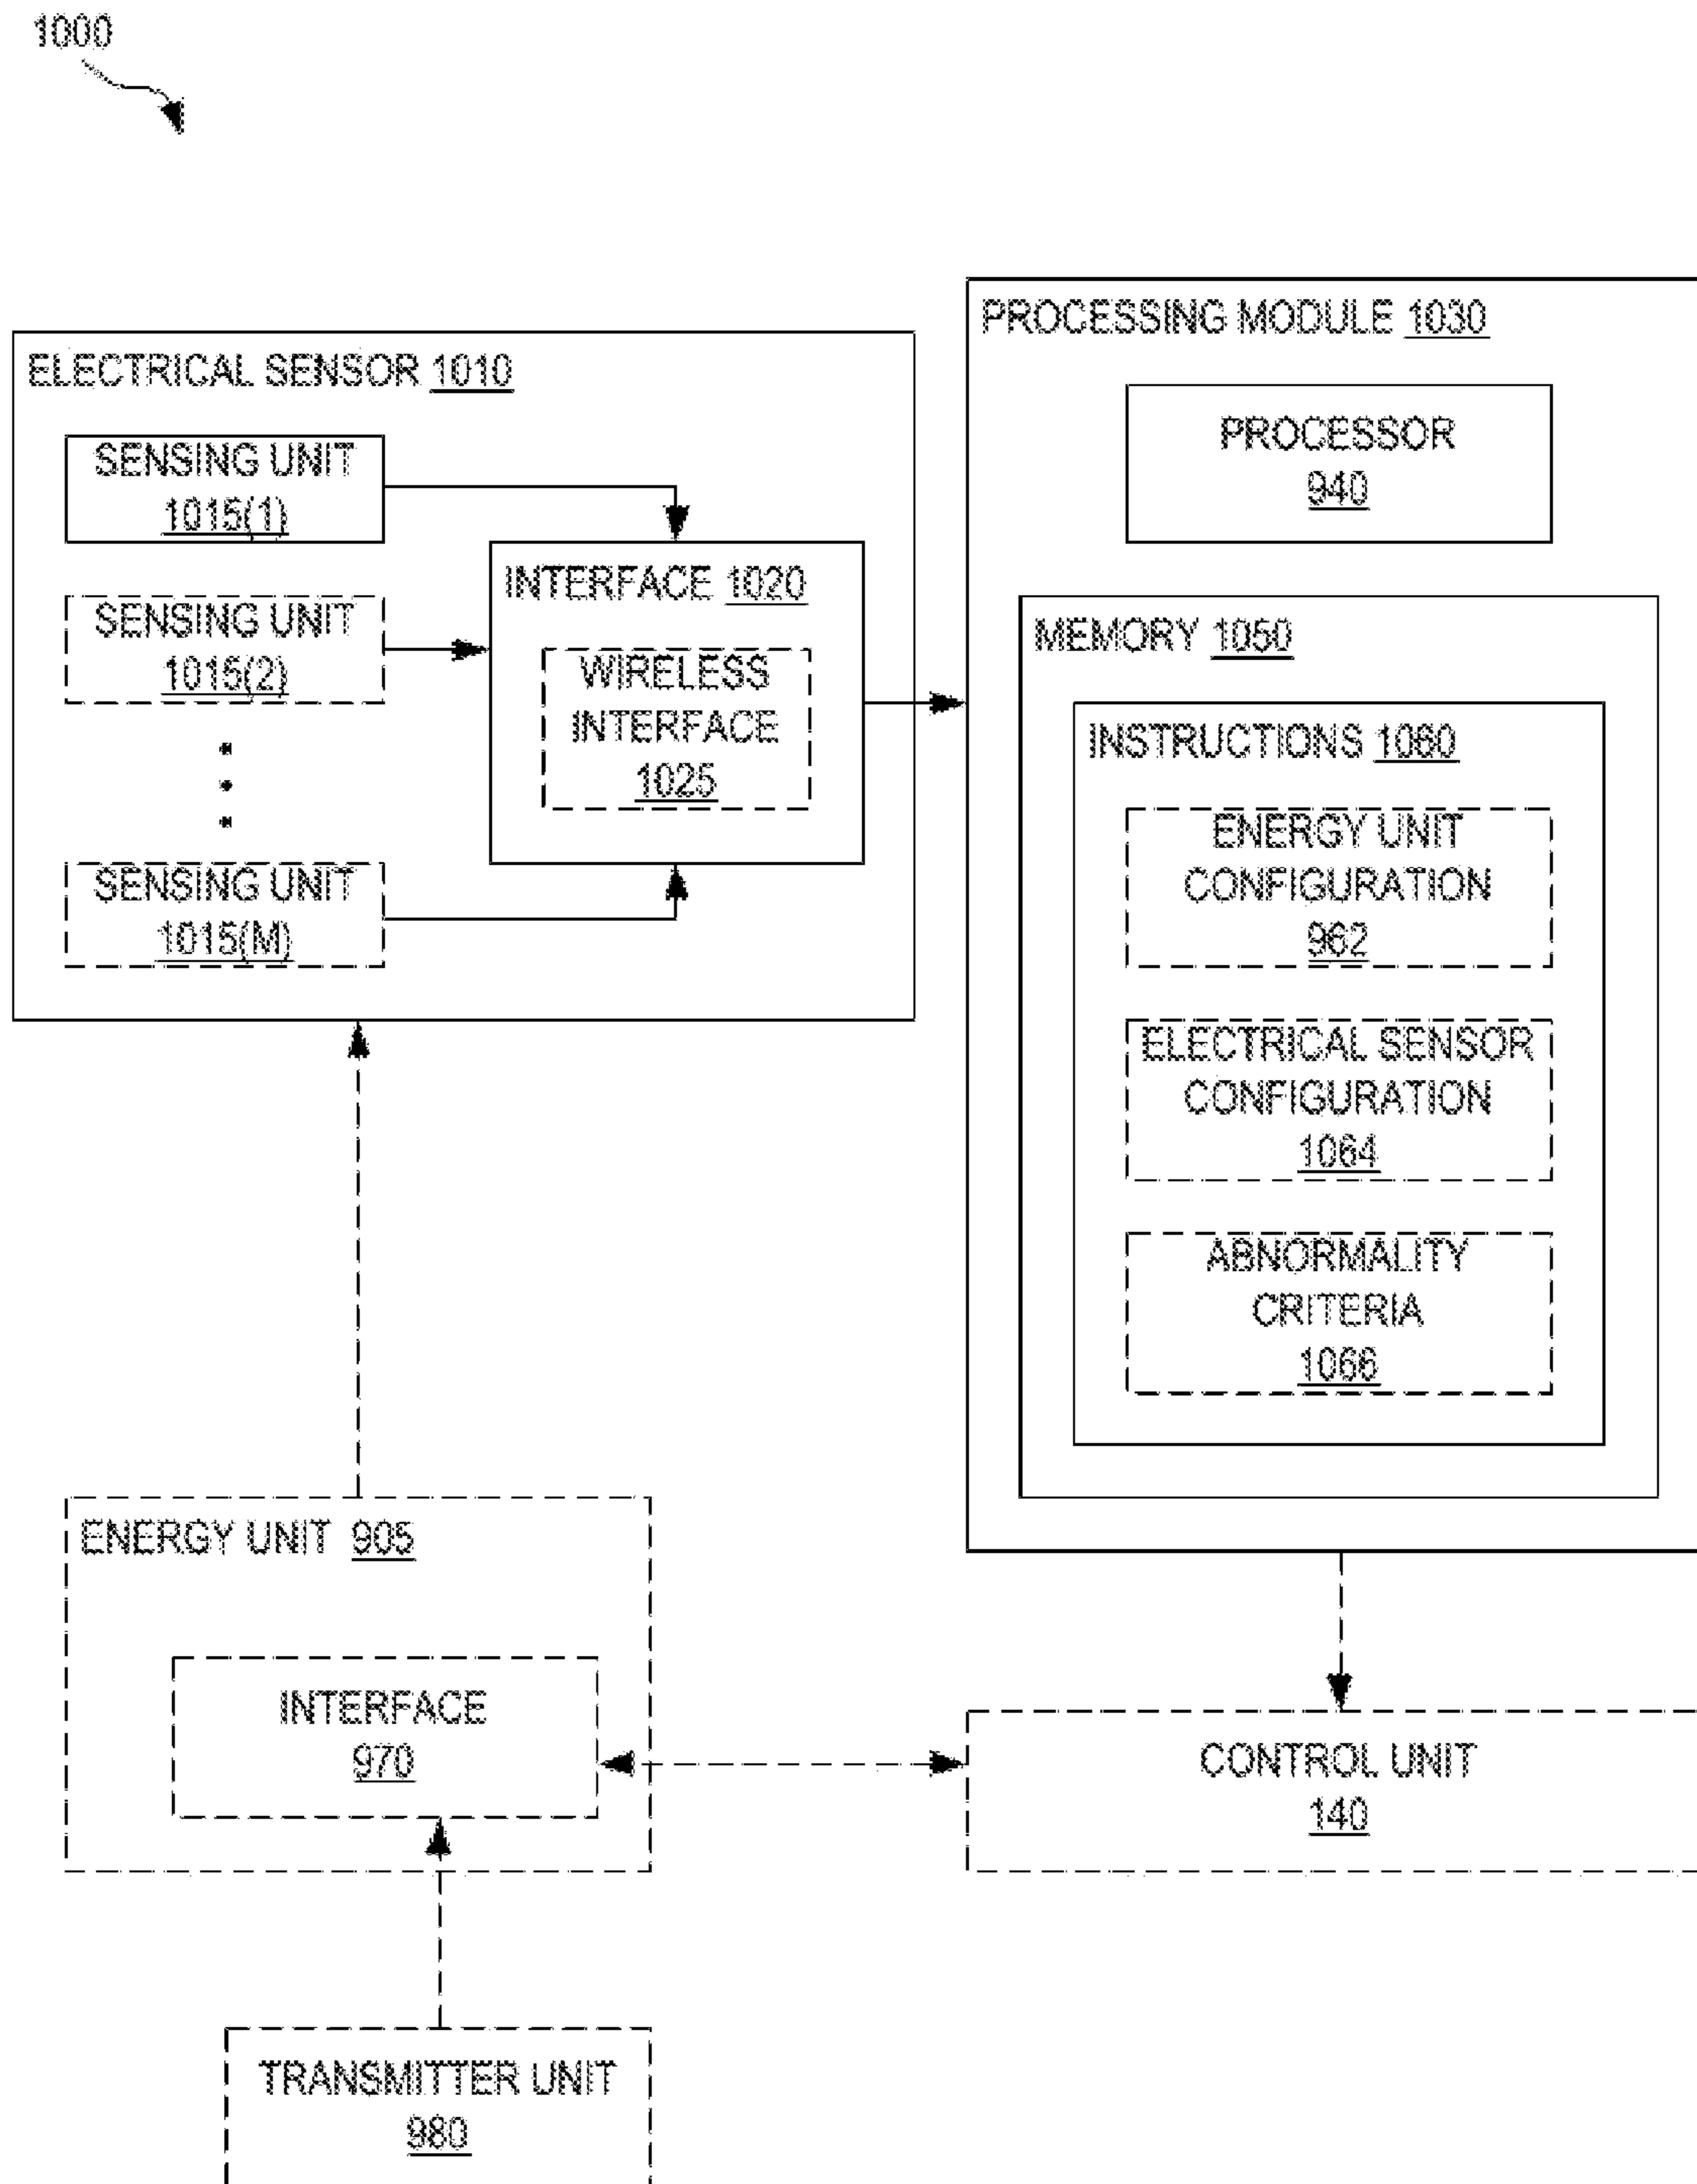 1000
ELECTRICAL SENSOR 1010
SENSING UNIT
1015(1)
SENSING UNIT
1015(2)
SENSING UNIT
1015(M)
INTERFACE 1020
WIRELESS
INTERFACE
1025
PROCESSING MODULE 1030
PROCESSOR
940
MEMORY 1050
INSTRUCTIONS 1060
ENERGY UNIT
CONFIGURATION
962
ELECTRICAL SENSOR
CONFIGURATION
1064
ABNORMALITY
CRITERIA
1066
ENERGY UNIT 905
INTERFACE
970
CONTROL UNIT
140
TRANSMITTER UNIT
980